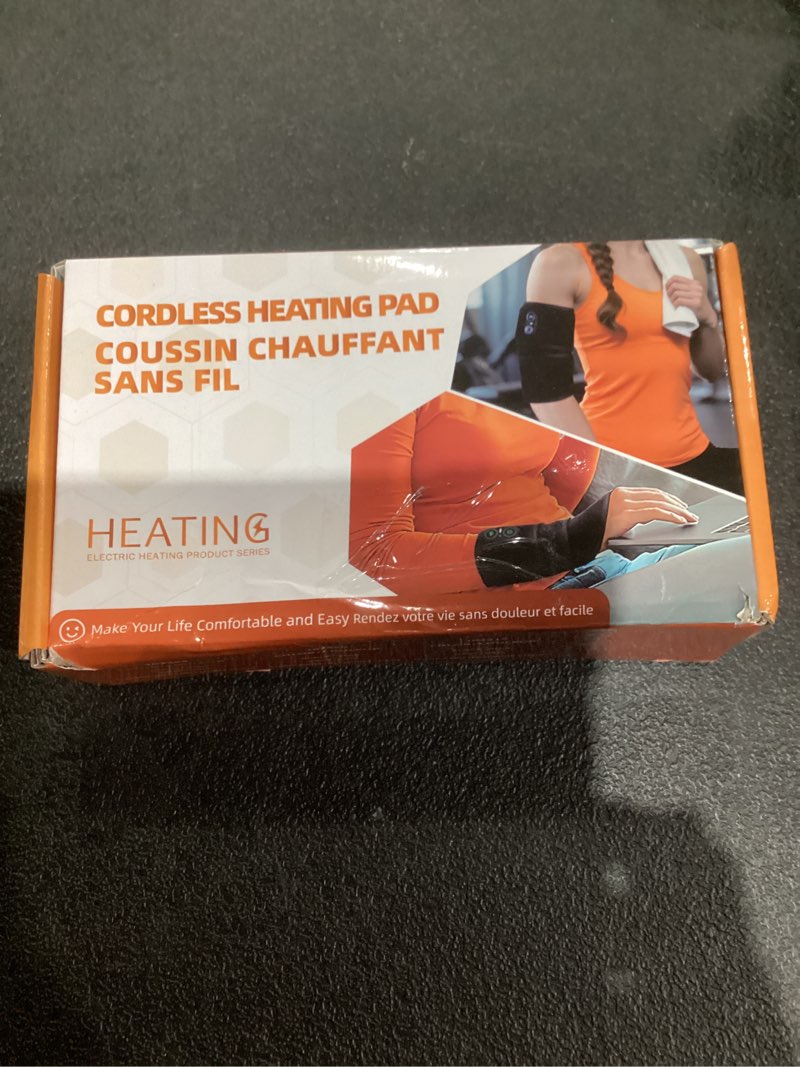 CORDLESS HEATING PAD
COUSSIN CHAUFFANT
SANS FIL
HEATING
ELECTRIC HEATING PRODUCT SERIES
Make Your Life Comfortable and Easy Rendez votre vie sans douleur et facile